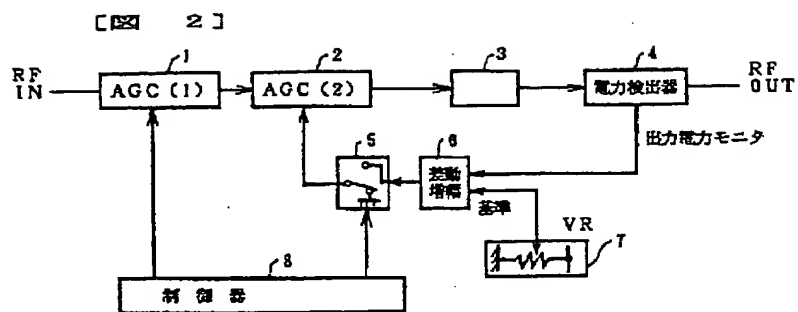 [図 2]
1
2
3
4
RF
IN
AGC(1)
AGC(2)
電力検出器
RF
OUT
出力電力モニタ
5
6
差動
増幅
基準
VR
7
8
制御器